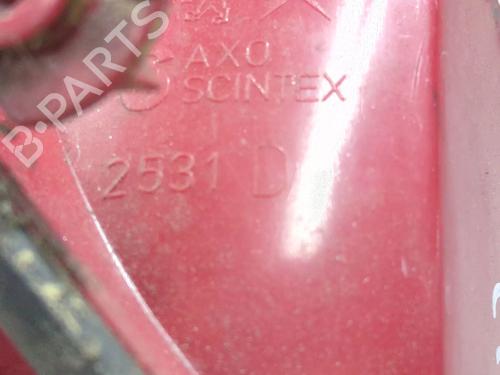 AXO
SCINTEX
2531 D
B-PARTS